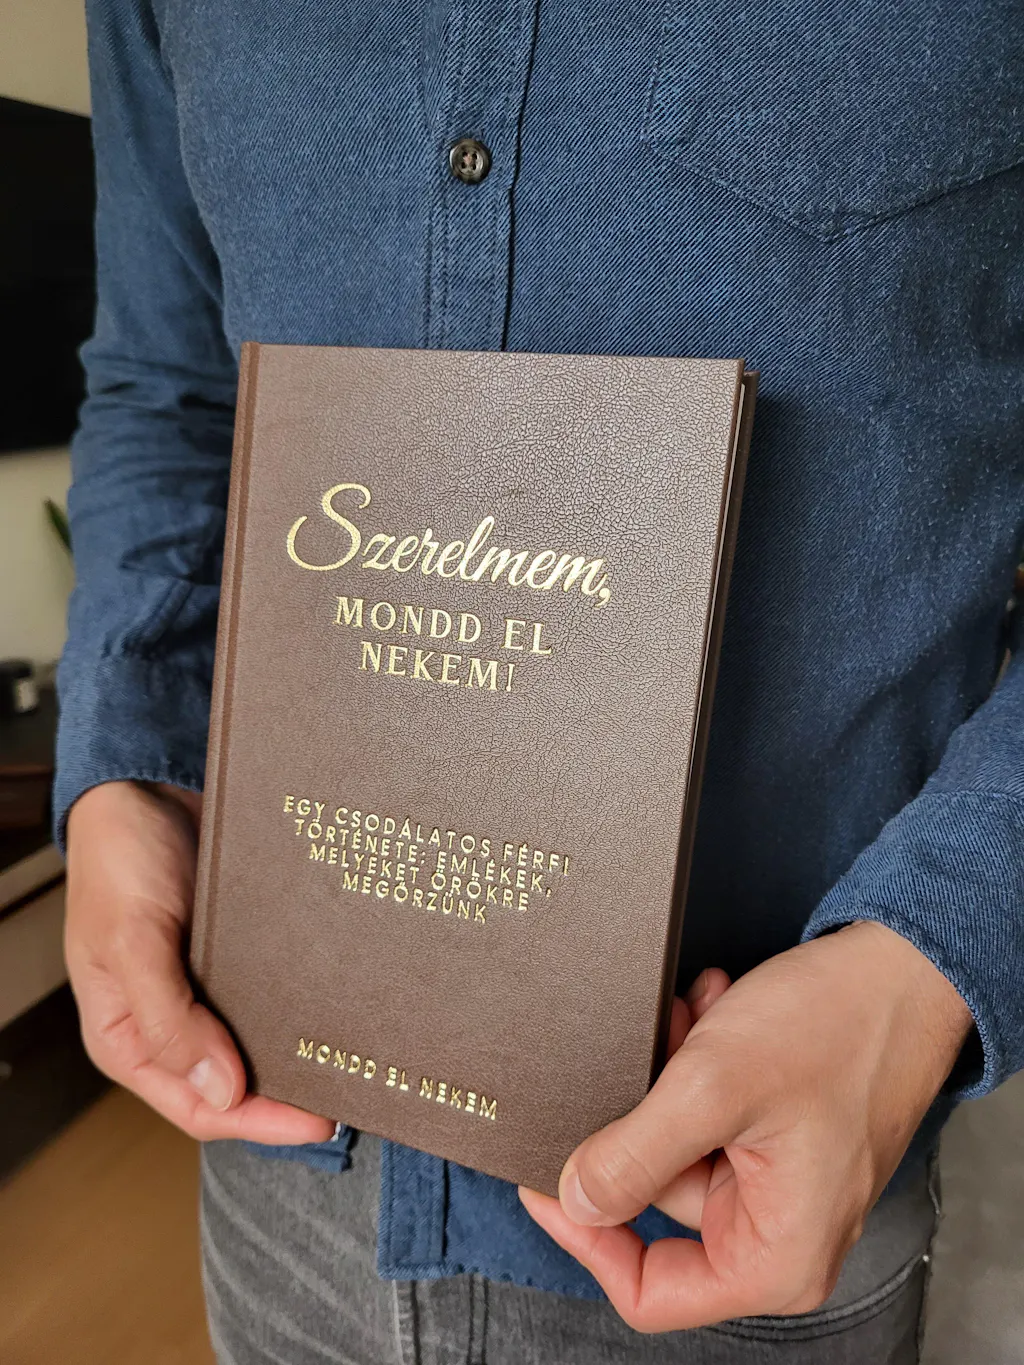 Szerelmem,
MONDD EL
NEKEM!
EGY CSODÁLATOS FÉRFI
TÖRTÉNETE: EMLÉKEK,
MELYEKET ÖRÖKRE
MEGŐRZÜNK
MONDD EL NEKEM